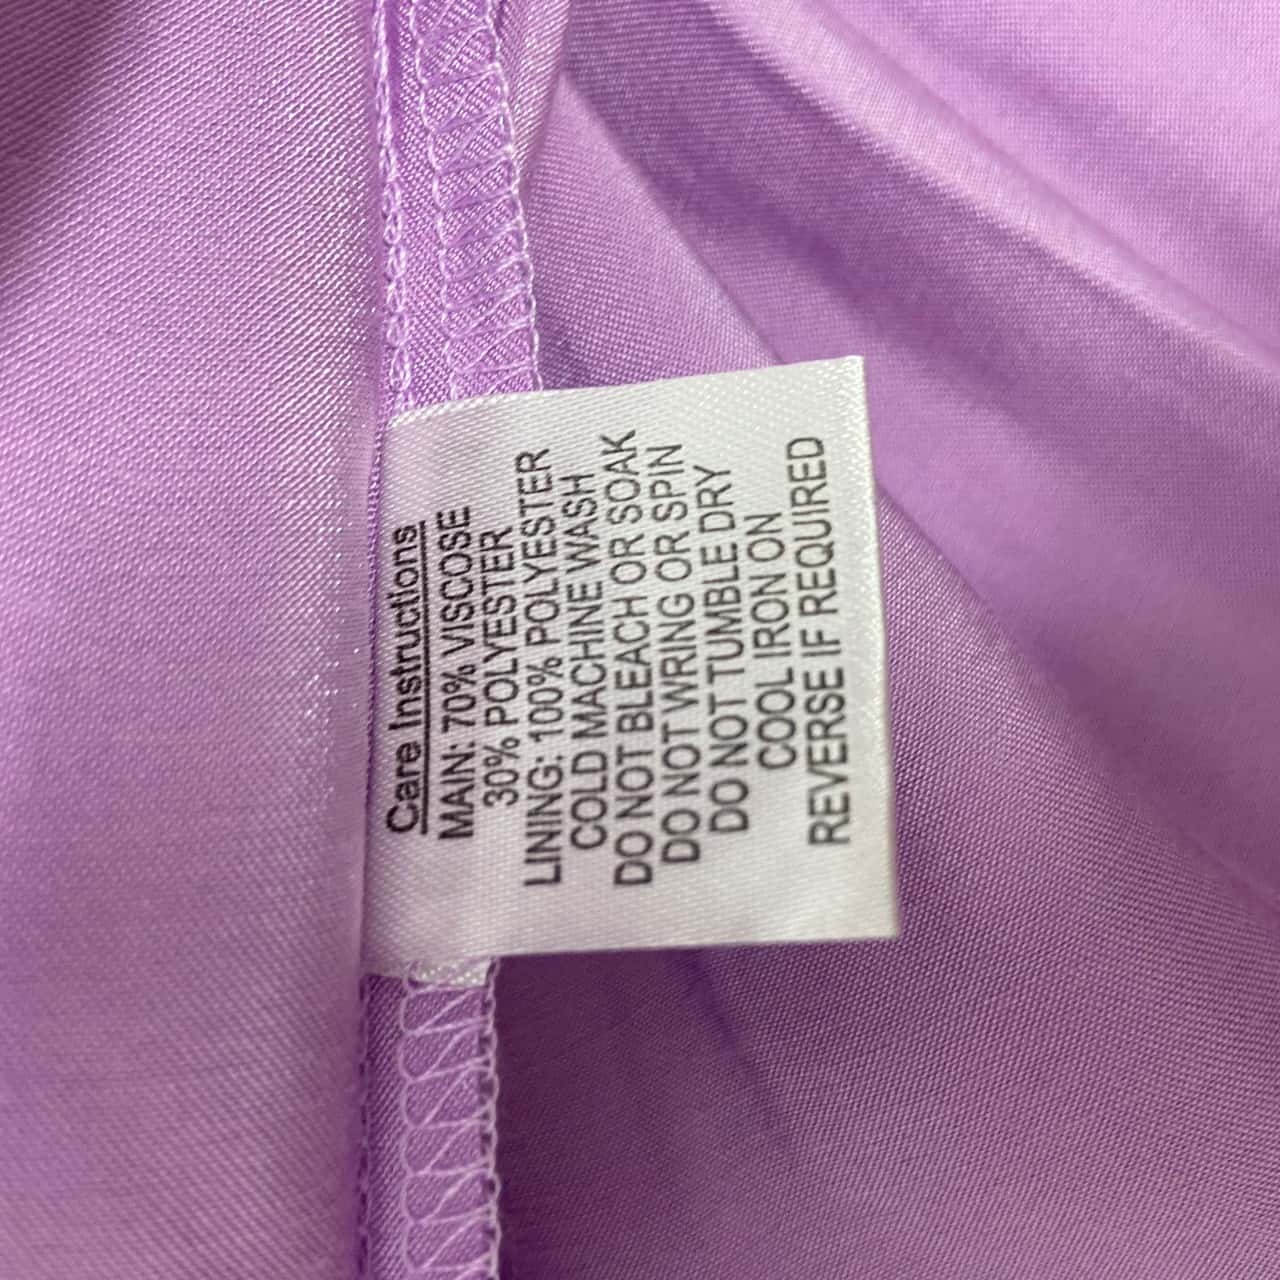 Care Instructions
MAIN: 70% VISCOSE
30% POLYESTER
LINING: 100% POLYESTER
COLD MACHINE WASH
DO NOT BLEACH OR SOAK
DO NOT WRING OR SPIN
DO NOT TUMBLE DRY
COOL IRON ON
REVERSE IF REQUIRED